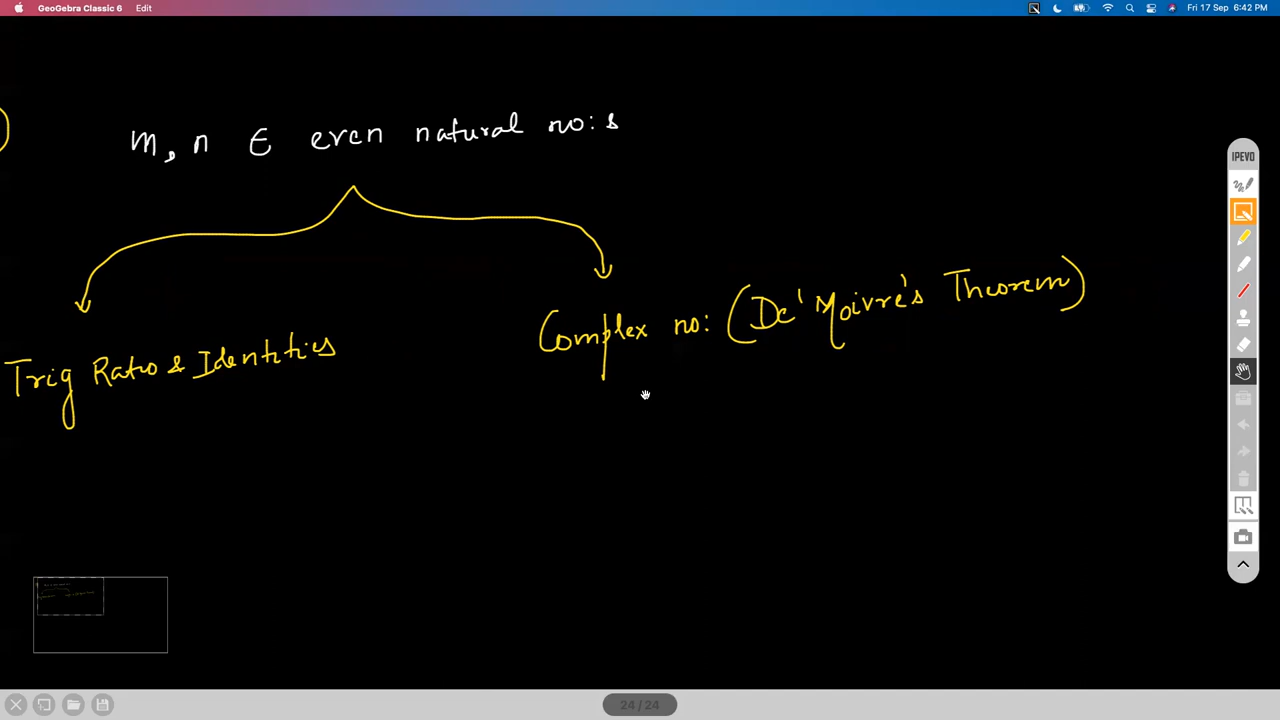 GeoGebra Classic 6 Edit Fri 17 Sep 6:42 PM
m, n ∈ even natural no:s
IPEVO
Trig Ratio & Identities
Complex no: (De'Moivre's Theorem)
24 / 24